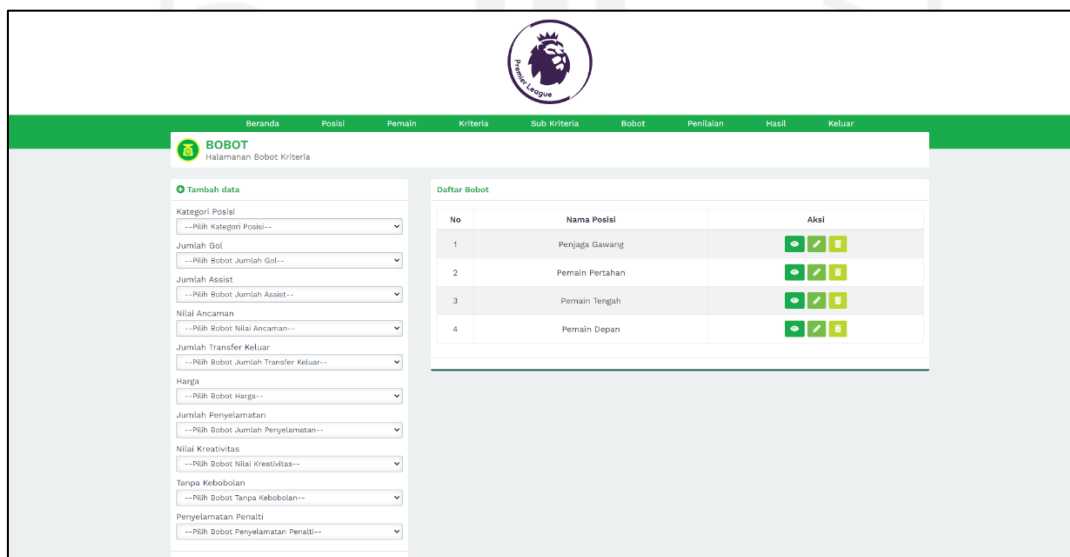 Premier League
Beranda Posisi Pemain Kriteria Sub Kriteria Bobot Penilaian Hasil Keluar
BOBOT
Halamanan Bobot Kriteria
Tambah data
Kategori Posisi
--Pilih Kategori Posisi--
Jumlah Gol
--Pilih Bobot Jumlah Gol--
Jumlah Assist
--Pilih Bobot Jumlah Assist--
Nilai Ancaman
--Pilih Bobot Nilai Ancaman--
Jumlah Transfer Keluar
--Pilih Bobot Jumlah Transfer Keluar--
Harga
--Pilih Bobot Harga--
Jumlah Penyelamatan
--Pilih Bobot Jumlah Penyelamatan--
Nilai Kreativitas
--Pilih Bobot Nilai Kreativitas--
Tanpa Kebobolan
--Pilih Bobot Tanpa Kebobolan--
Penyelamatan Penalti
--Pilih Bobot Penyelamatan Penalti--
Daftar Bobot
No Nama Posisi Aksi
1 Penjaga Gawang
2 Pemain Pertahan
3 Pemain Tengah
4 Pemain Depan